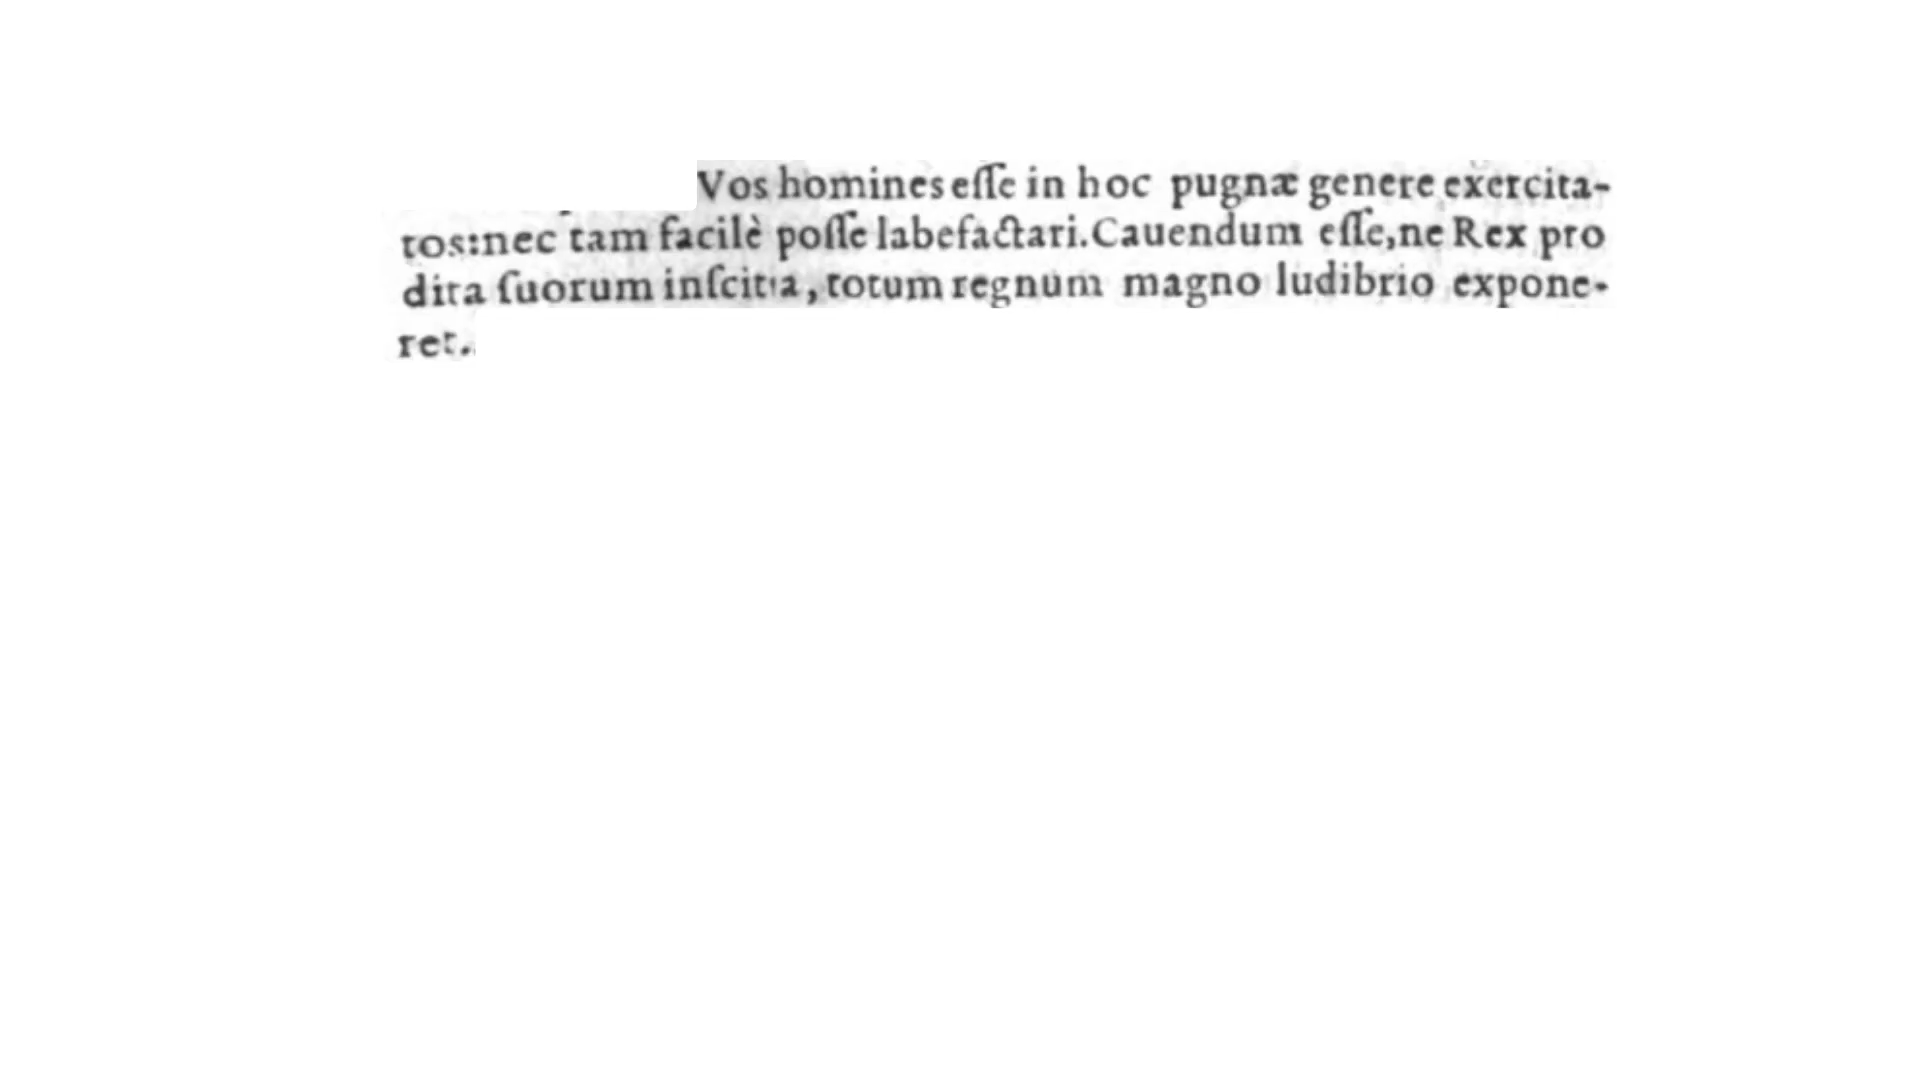 Vos homines eſſe in hoc pugnæ genere exercita-
tos:nec tam facilè poſſe labefactari.Cauendum eſſe,ne Rex pro
dita ſuorum inſcitia, totum regnum magno ludibrio expone-
ret.